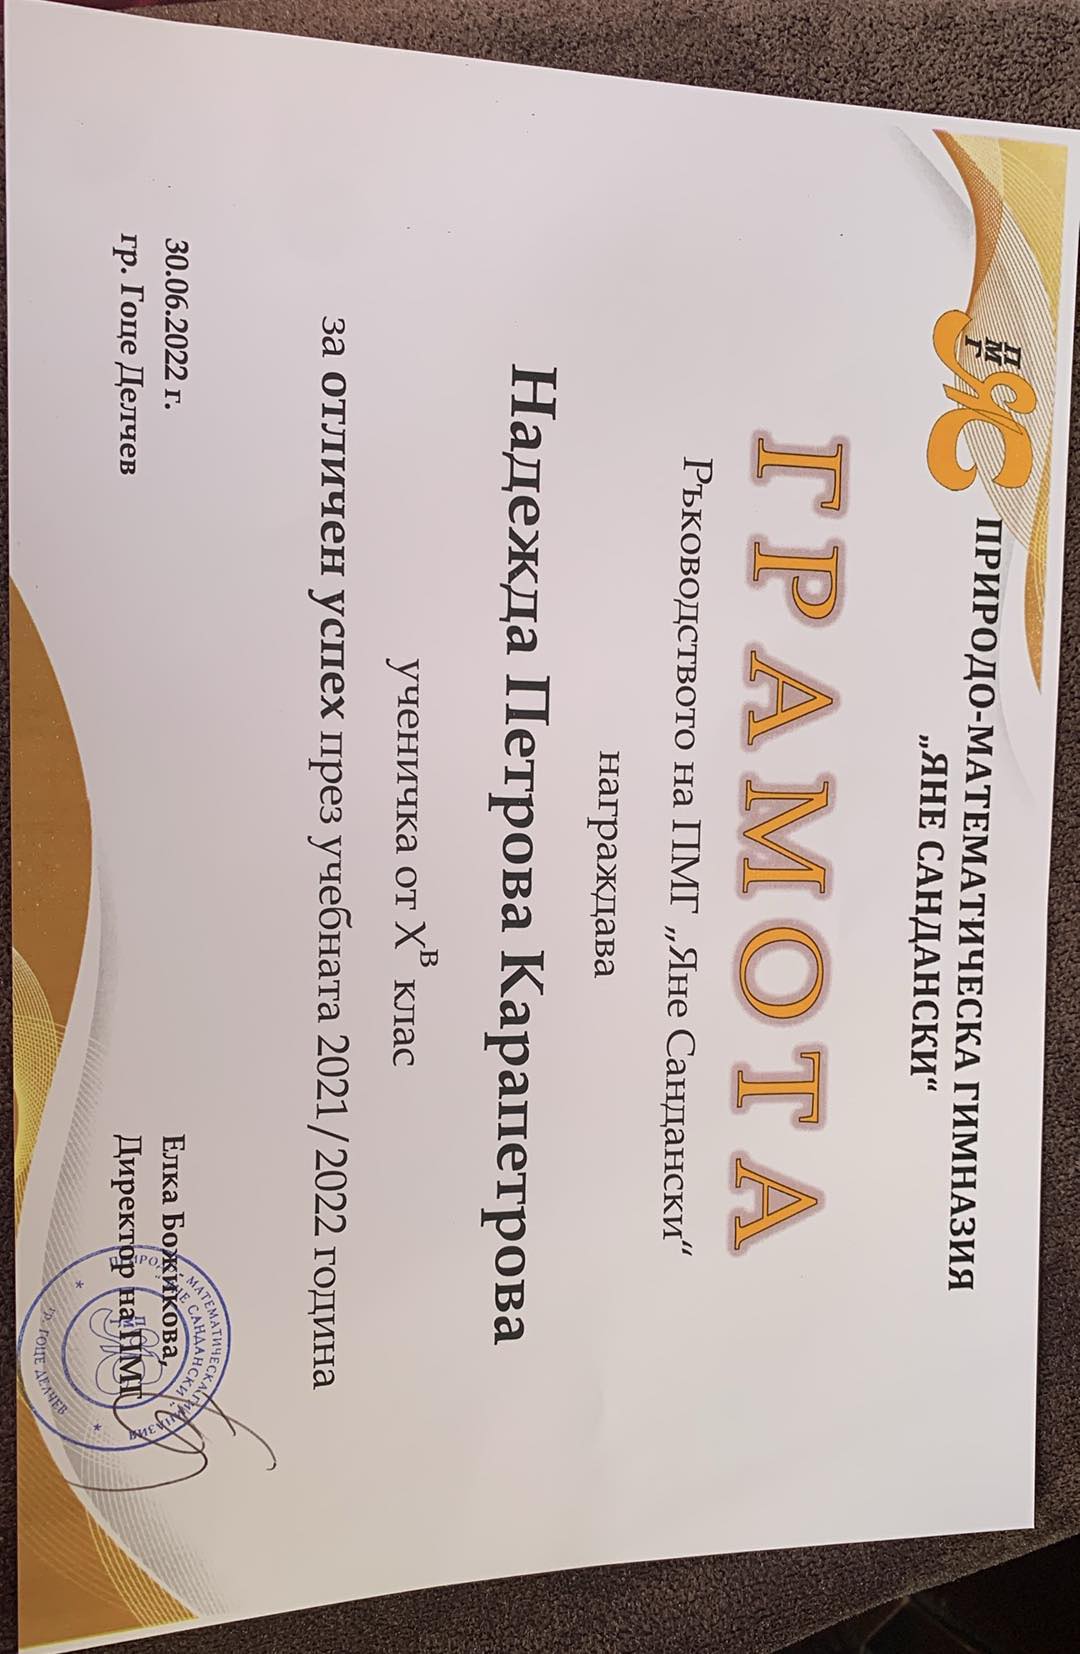 ПМГ
ЯС
ПРИРОДО-МАТЕМАТИЧЕСКА ГИМНАЗИЯ
„ЯНЕ САНДАНСКИ“
ГРАМОТА
Ръководството на ПМГ „Яне Сандански“
награждава
Надежда Петрова Карапетрова
ученичка от X В клас
за отличен успех през учебната 2021/2022 година
30.06.2022 г.
гр. Гоце Делчев
Елка Божикова,
Директор на ПМГ
ПРИРОДО-МАТЕМАТИЧЕСКА ГИМНАЗИЯ
ЯНЕ САНДАНСКИ
гр. ГОЦЕ ДЕЛЧЕВ